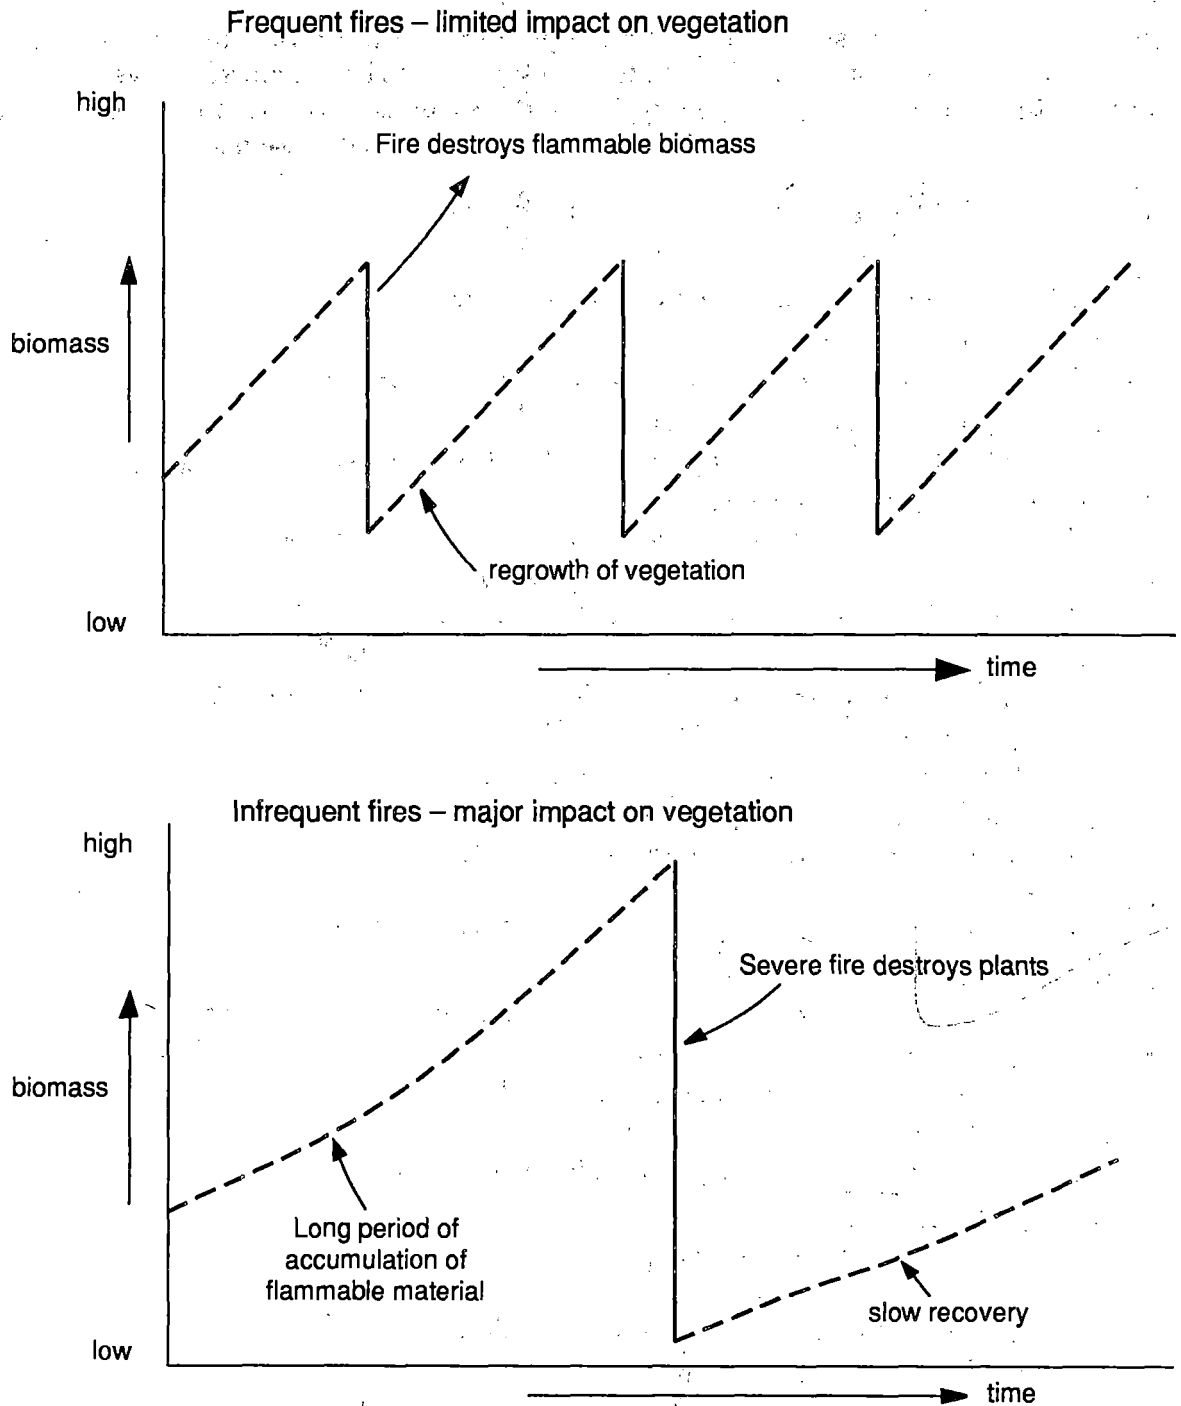 Frequent fires – limited impact on vegetation
high
Fire destroys flammable biomass
biomass
regrowth of vegetation
low
time
Infrequent fires – major impact on vegetation
high
Severe fire destroys plants
biomass
Long period of
accumulation of
flammable material
slow recovery
low
time